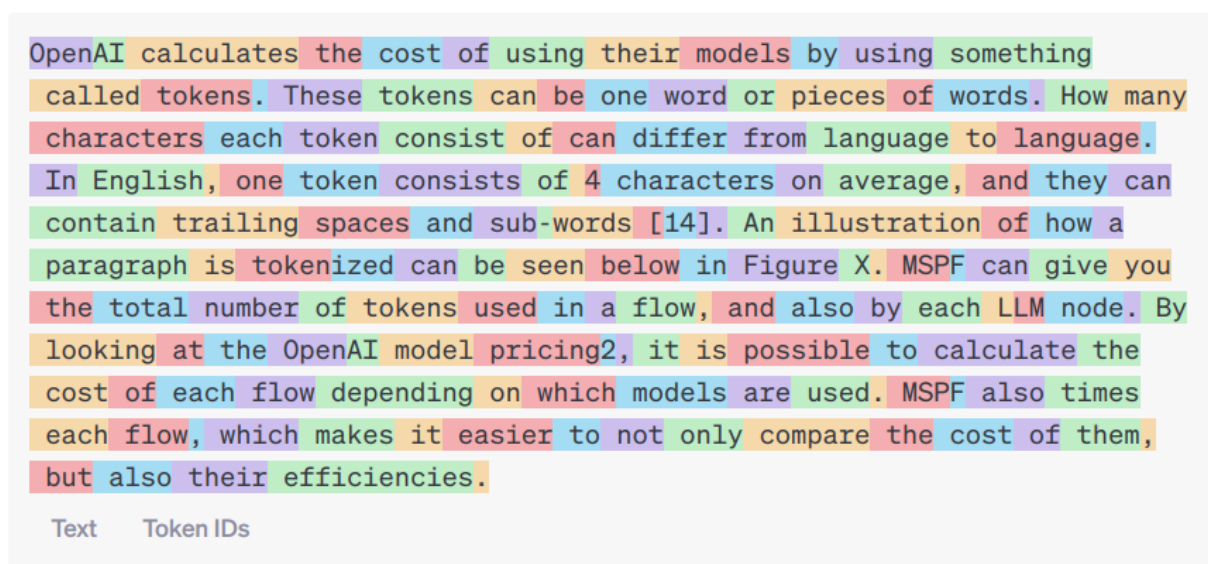 OpenAI calculates the cost of using their models by using something
called tokens. These tokens can be one word or pieces of words. How many
characters each token consist of can differ from language to language.
In English, one token consists of 4 characters on average, and they can
contain trailing spaces and sub-words [14]. An illustration of how a
paragraph is tokenized can be seen below in Figure X. MSPF can give you
the total number of tokens used in a flow, and also by each LLM node. By
looking at the OpenAI model pricing2, it is possible to calculate the
cost of each flow depending on which models are used. MSPF also times
each flow, which makes it easier to not only compare the cost of them,
but also their efficiencies.
Text Token IDs